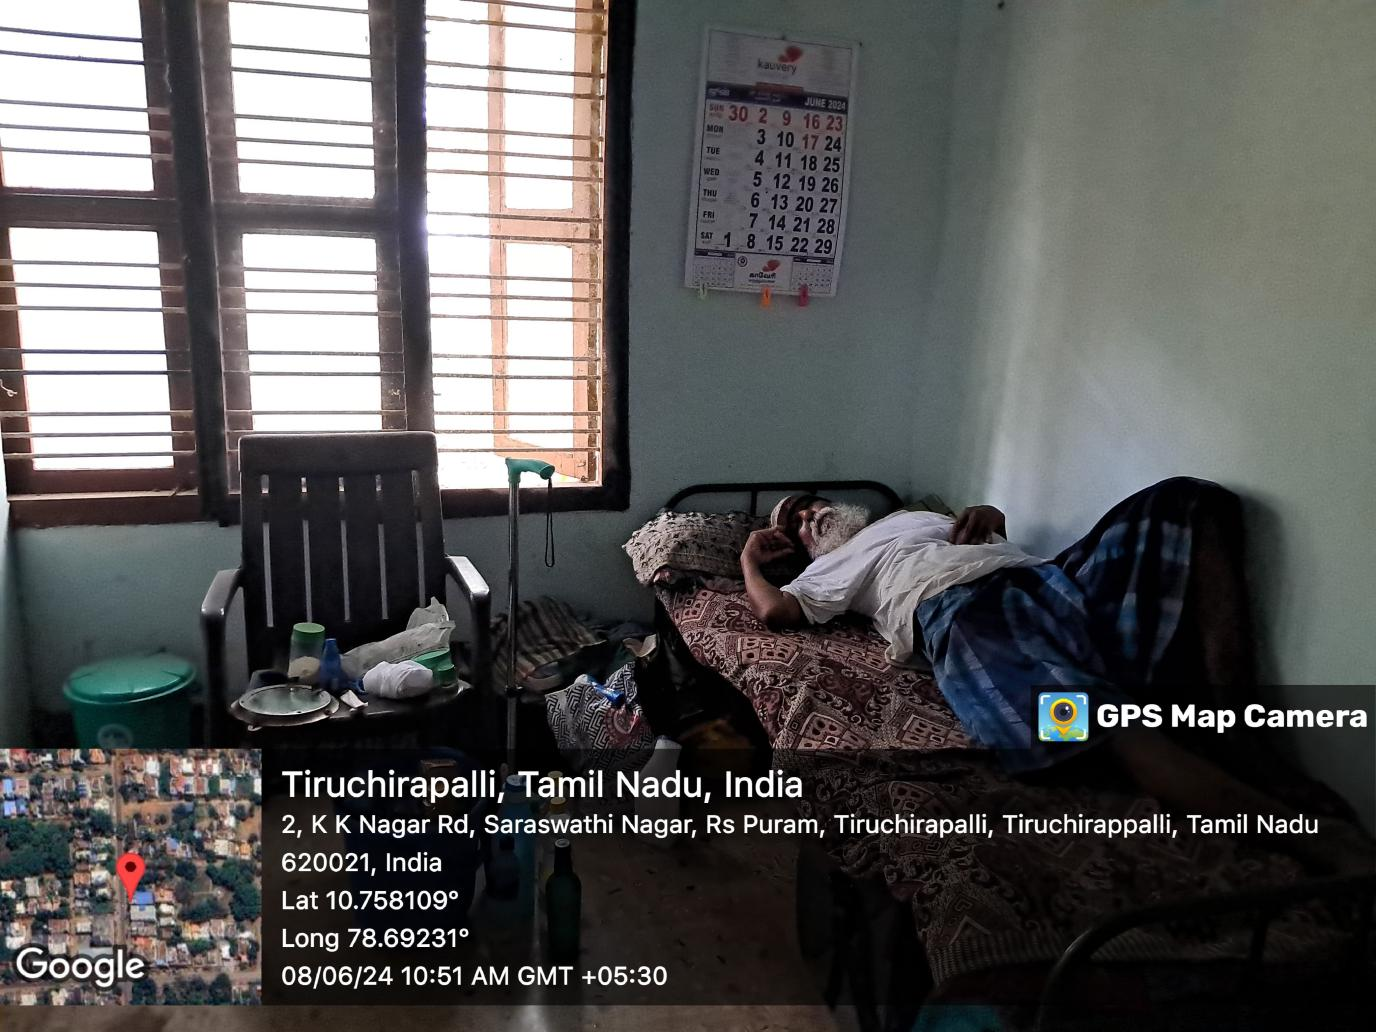 kauvery
ஜூன்
JUNE 2024
SUN 30 2 9 16 23
MON 3 10 17 24
TUE 4 11 18 25
WED 5 12 19 26
THU 6 13 20 27
FRI 7 14 21 28
SAT 1 8 15 22 29
காவேரி
GPS Map Camera
Tiruchirapalli, Tamil Nadu, India
2, K K Nagar Rd, Saraswathi Nagar, Rs Puram, Tiruchirapalli, Tiruchirappalli, Tamil Nadu
620021, India
Lat 10.758109°
Long 78.69231°
08/06/24 10:51 AM GMT +05:30
Google